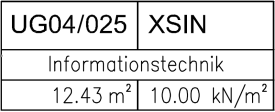 UG04/025 XSIN
Informationstechnik
12.43 m² 10.00 kN/m²